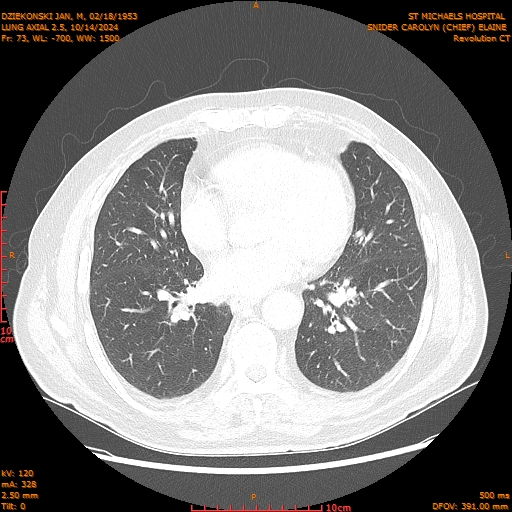 DZIEKONSKI JAN, M, 02/18/1953
LUNG AXIAL 2.5, 10/14/2024
Fr: 73, WL: -700, WW: 1500
A
ST MICHAELS HOSPITAL
SNIDER CAROLYN (CHIEF) ELAINE
Revolution CT
R
L
10
cm
kV: 120
mA: 328
2.50 mm
Tilt: 0
P
10cm
500 ms
DFOV: 391.00 mm